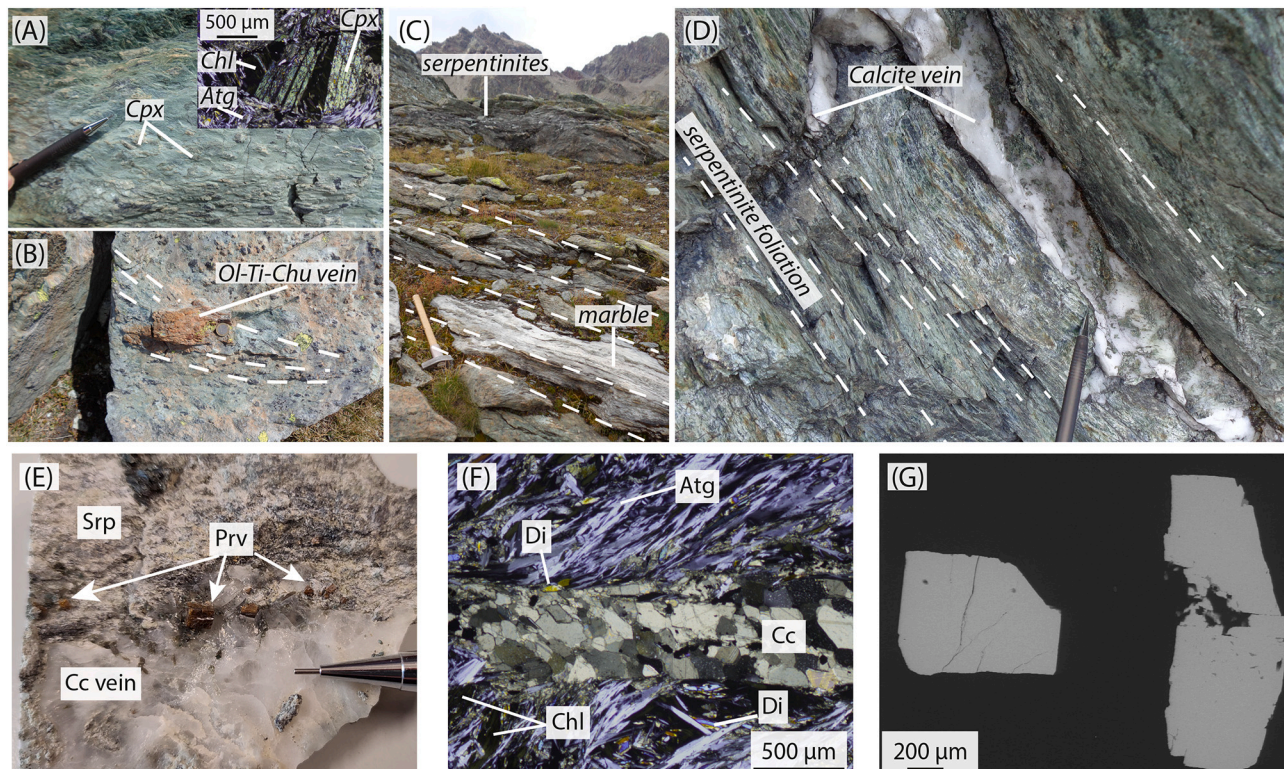 (A)
500 µm
Cpx
Chl
Atg
Cpx
(B)
Ol-Ti-Chu vein
(C)
serpentinites
marble
(D)
Calcite vein
serpentinite foliation
(E)
Srp
Prv
Cc vein
(F)
Atg
Di
Cc
Chl
Di
500 µm
(G)
200 µm